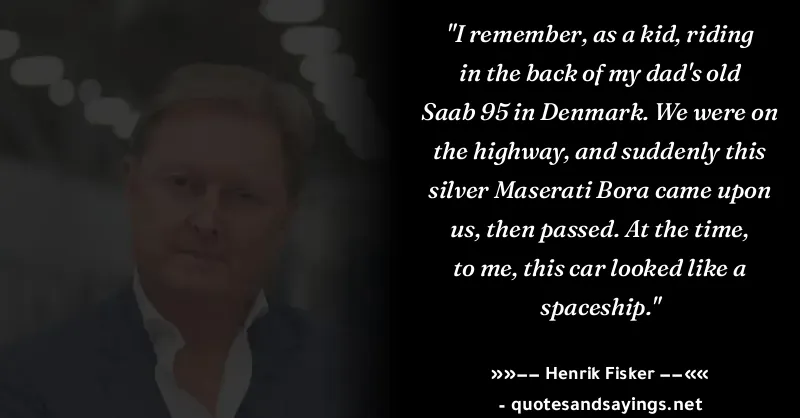 "I remember, as a kid, riding
in the back of my dad's old
Saab 95 in Denmark. We were on
the highway, and suddenly this
silver Maserati Bora came upon
us, then passed. At the time,
to me, this car looked like a
spaceship."
»»−− Henrik Fisker −−««
- quotesandsayings.net